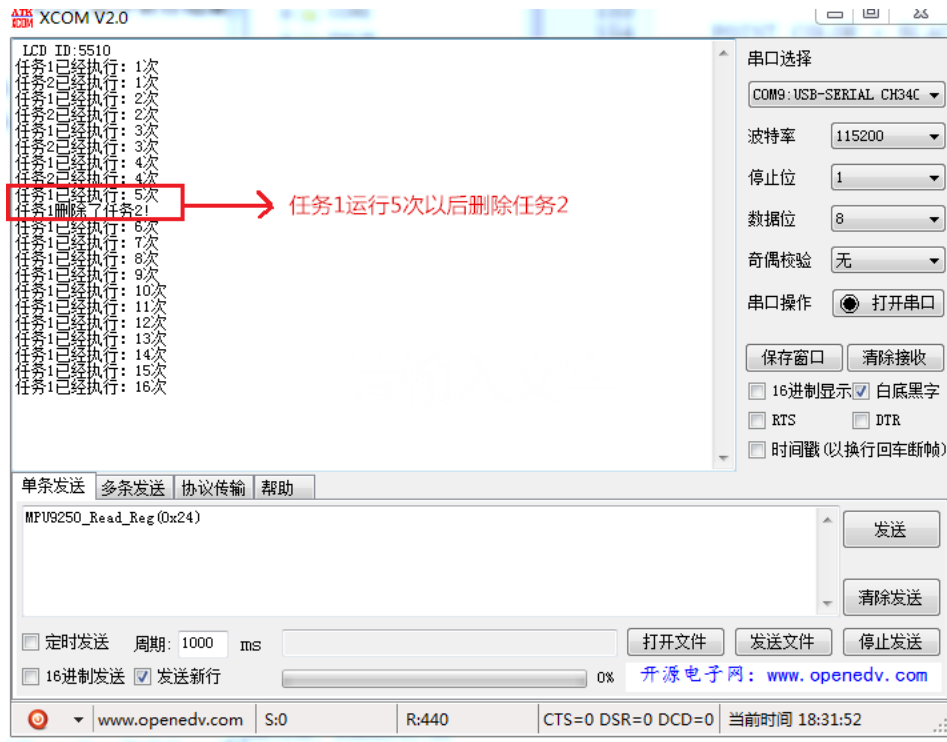 ATK XCOM XCOM V2.0
LCD ID:5510
任务1已经执行: 1次
任务2已经执行: 1次
任务1已经执行: 2次
任务2已经执行: 2次
任务1已经执行: 3次
任务2已经执行: 3次
任务1已经执行: 4次
任务2已经执行: 4次
任务1已经执行: 5次
任务1删除了任务2!
任务1已经执行: 6次
任务1已经执行: 7次
任务1已经执行: 8次
任务1已经执行: 9次
任务1已经执行: 10次
任务1已经执行: 11次
任务1已经执行: 12次
任务1已经执行: 13次
任务1已经执行: 14次
任务1已经执行: 15次
任务1已经执行: 16次
任务1运行5次以后删除任务2
串口选择
COM9:USB-SERIAL CH34
波特率 115200
停止位 1
数据位 8
奇偶校验 无
串口操作 打开串口
保存窗口 清除接收
16进制显示 白底黑字
RTS DTR
时间戳(以换行回车断帧)
单条发送 多条发送 协议传输 帮助
MPU9250_Read_Reg(0x24)
发送
清除发送
定时发送 周期: 1000 ms 打开文件 发送文件 停止发送
16进制发送 发送新行 0% 开源电子网: www.openedv.com
www.openedv.com S:0 R:440 CTS=0 DSR=0 DCD=0 当前时间 18:31:52